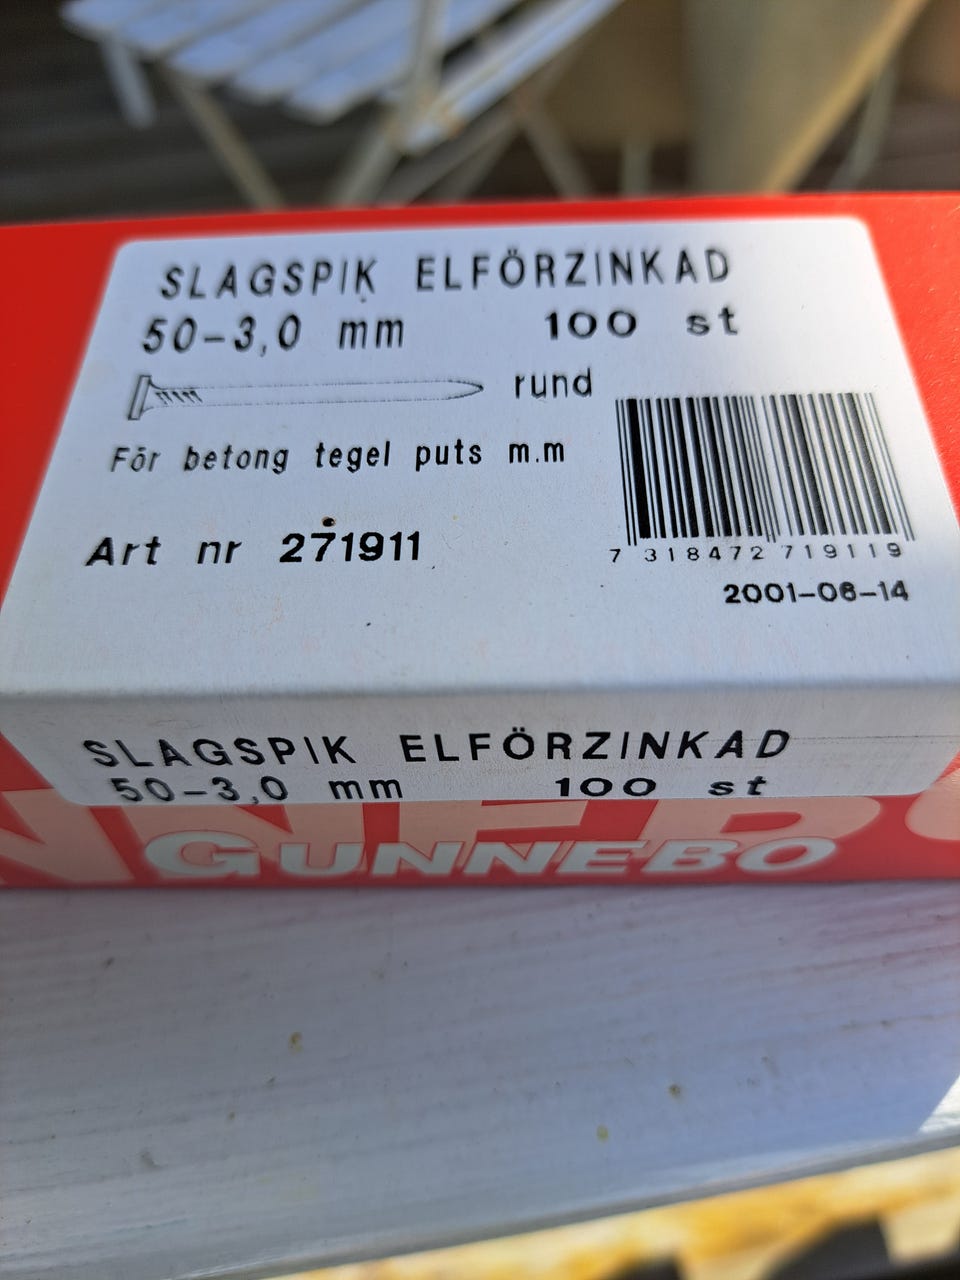 SLAGSPIK ELFÖRZINKAD
50-3,0 mm 100 st
rund
För betong tegel puts m.m
Art nr 271911
7 318472 719119
2001-06-14
SLAGSPIK ELFÖRZINKAD
50-3,0 mm 100 st
GUNNEBO